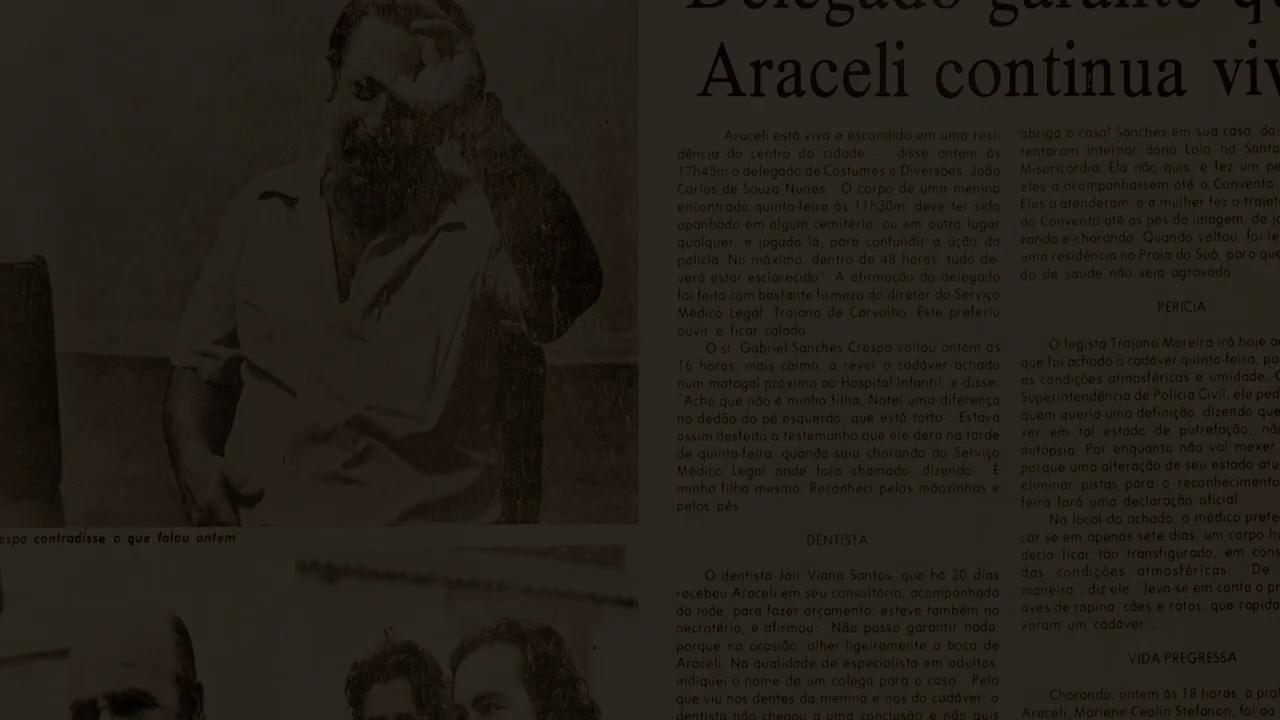 Delegado garante
Araceli continua
Araceli está viva e escondida em uma resi-
dência do centro da cidade — disse ontem às
17h45m o delegado de Costumes e Diversões, João
Carlos de Souza Nunes. O corpo de uma menina
encontrada quinta-feira às 11h30m, deve ter sido
apanhado em algum cemitério, ou em outro lugar
qualquer, e jogado lá, para confundir a ação da
polícia. No máximo, dentro de 48 horas tudo de-
verá estar esclarecido". A afirmação do delegado
foi feita com bastante firmeza ao diretor do Serviço
Médico Legal, Trajano de Carvalho. Este preferiu
ouvir e ficar calado.
O sr. Gabriel Sanches Crespo voltou ontem às
16 horas, mais calmo, a rever o cadáver achado
num matagal próximo ao Hospital Infantil, e disse:
"Acho que não é minha filha. Notei uma diferença
no dedão do pé esquerdo, que está torto". Estava
assim desfeito o testemunho que ele dera na tarde
de quinta-feira, quando saiu chorando do Serviço
Médico Legal onde fora chamado, dizendo: "É
minha filha mesmo. Reconheci pelas mãozinhas e
pelos pés".
DENTISTA
O dentista Jair Viana Santos, que há 30 dias
recebeu Araceli em seu consultório, acompanhada
da mãe, para fazer orçamento, esteve também no
necrotério, e afirmou: "Não posso garantir nada,
porque na ocasião, olhei ligeiramente a boca de
Araceli. Na qualidade de especialista em adultos,
indiquei o nome de um colega para o caso". Pelo
que viu nos dentes da menina e nos do cadáver, o
dentista não chegou a uma conclusão e não quis
abriga o casal Sanches em sua casa,
tentaram internar dona Lola na Santa
Misericórdia. Ela não quis, e fez um
eles a acompanhassem até o Convento
Eles a atenderam, e a mulher fez o
do Convento até os pés da imagem, de
zando e chorando. Quando voltou, foi
uma residência na Praia do Suá, para que
do de saúde não seja agravado.
PERICIA
O legista Trajano Moreira irá hoje
que foi achado o cadáver quinta-feira,
as condições atmosféricas e umidade.
Superintendência de Polícia Civil, ele
quem queria uma definição, dizendo que
ver em tal estado de putrefação,
autópsia. Por enquanto não vai mexer
porque uma alteração de seu estado
eliminar pistas para o reconhecimento
feira fará uma declaração oficial.
No local do achado, o médico
car se em apenas sete dias, um corpo
deria ficar tão transfigurado, em
das condições atmosféricas. "De
maneira", diz ele, "leva-se em conta a
aves de rapina, cães e ratos, que
voram um cadáver".
VIDA PREGRESSA
Chorando, ontem às 18 horas, a
Araceli, Marlene Ceolin Stefanon, foi
espo contradisse o que falou ontem